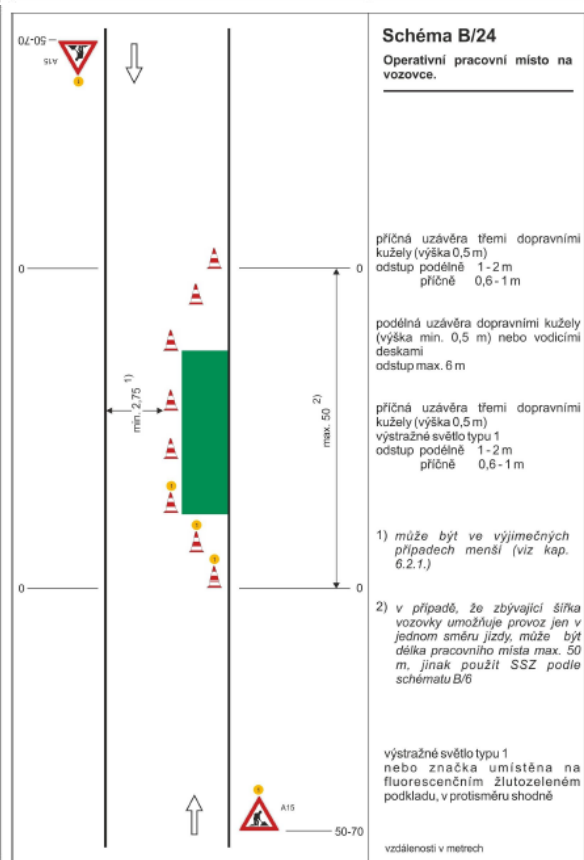 Schéma B/24
Operativní pracovní místo na
vozovce.
50-70
A15
1
příčná uzávěra třemi dopravními
kužely (výška 0,5 m)
odstup podélně 1-2 m
příčně 0,6-1 m
0
0
podélná uzávěra dopravními kužely
(výška min. 0,5 m) nebo vodicími
deskami
odstup max. 6 m
min. 2,75 1)
max. 50 2)
příčná uzávěra třemi dopravními
kužely (výška 0,5 m)
výstražné světlo typu 1
odstup podélně 1-2 m
příčně 0,6-1 m
1
1
1
1) může být ve výjimečných
případech menší (viz kap.
6.2.1.)
0
0
2) v případě, že zbývající šířka
vozovky umožňuje provoz jen v
jednom směru jízdy, může být
délka pracovního místa max. 50
m, jinak použít SSZ podle
schématu B/6
výstražné světlo typu 1
nebo značka umístěna na
fluorescenčním žlutozeleném
podkladu, v protisměru shodně
1
A15
50-70
vzdálenosti v metrech